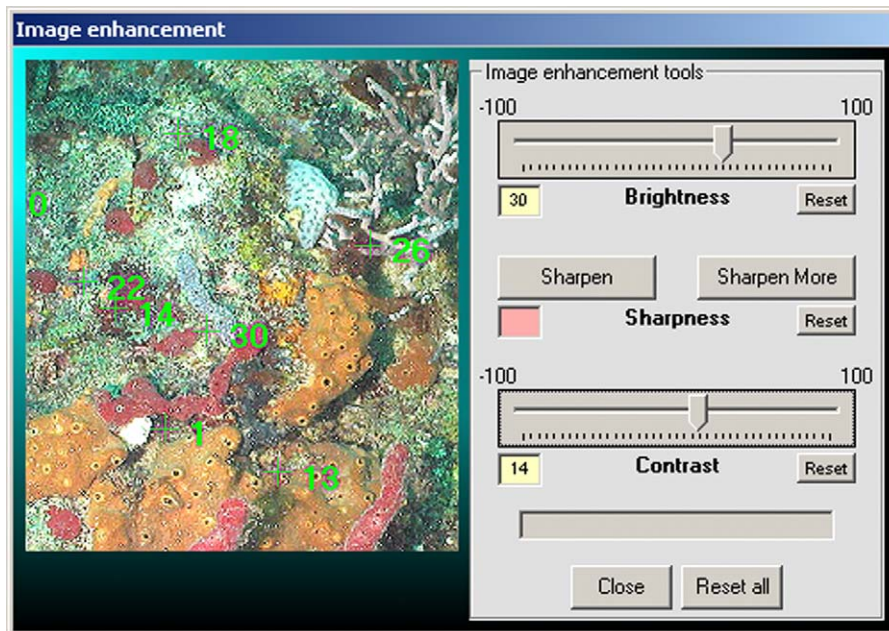 Image enhancement
Image enhancement tools
-100 100
30 Brightness Reset
Sharpen Sharpen More
Sharpness Reset
-100 100
14 Contrast Reset
Close Reset all
18
0
26
22
14
30
1
13